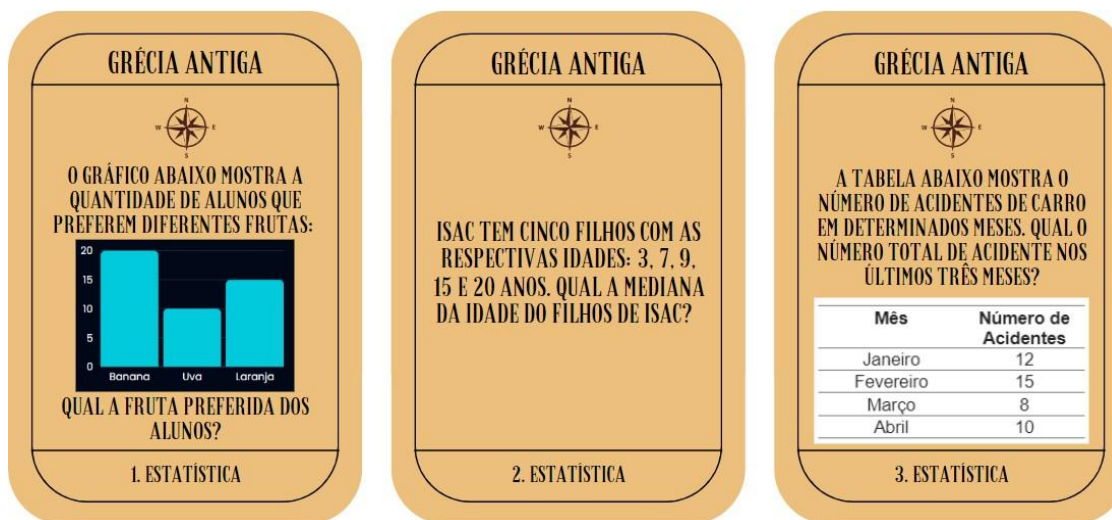 GRÉCIA ANTIGA
N
W E
S
O GRÁFICO ABAIXO MOSTRA A
QUANTIDADE DE ALUNOS QUE
PREFEREM DIFERENTES FRUTAS:
20
15
10
5
0
Banana Uva Laranja
QUAL A FRUTA PREFERIDA DOS
ALUNOS?
1. ESTATÍSTICA
GRÉCIA ANTIGA
N
W E
S
ISAC TEM CINCO FILHOS COM AS
RESPECTIVAS IDADES: 3, 7, 9,
15 E 20 ANOS. QUAL A MEDIANA
DA IDADE DO FILHOS DE ISAC?
2. ESTATÍSTICA
GRÉCIA ANTIGA
N
W E
S
A TABELA ABAIXO MOSTRA O
NÚMERO DE ACIDENTES DE CARRO
EM DETERMINADOS MESES. QUAL O
NÚMERO TOTAL DE ACIDENTE NOS
ÚLTIMOS TRÊS MESES?
Mês Número de
Acidentes
Janeiro 12
Fevereiro 15
Março 8
Abril 10
3. ESTATÍSTICA